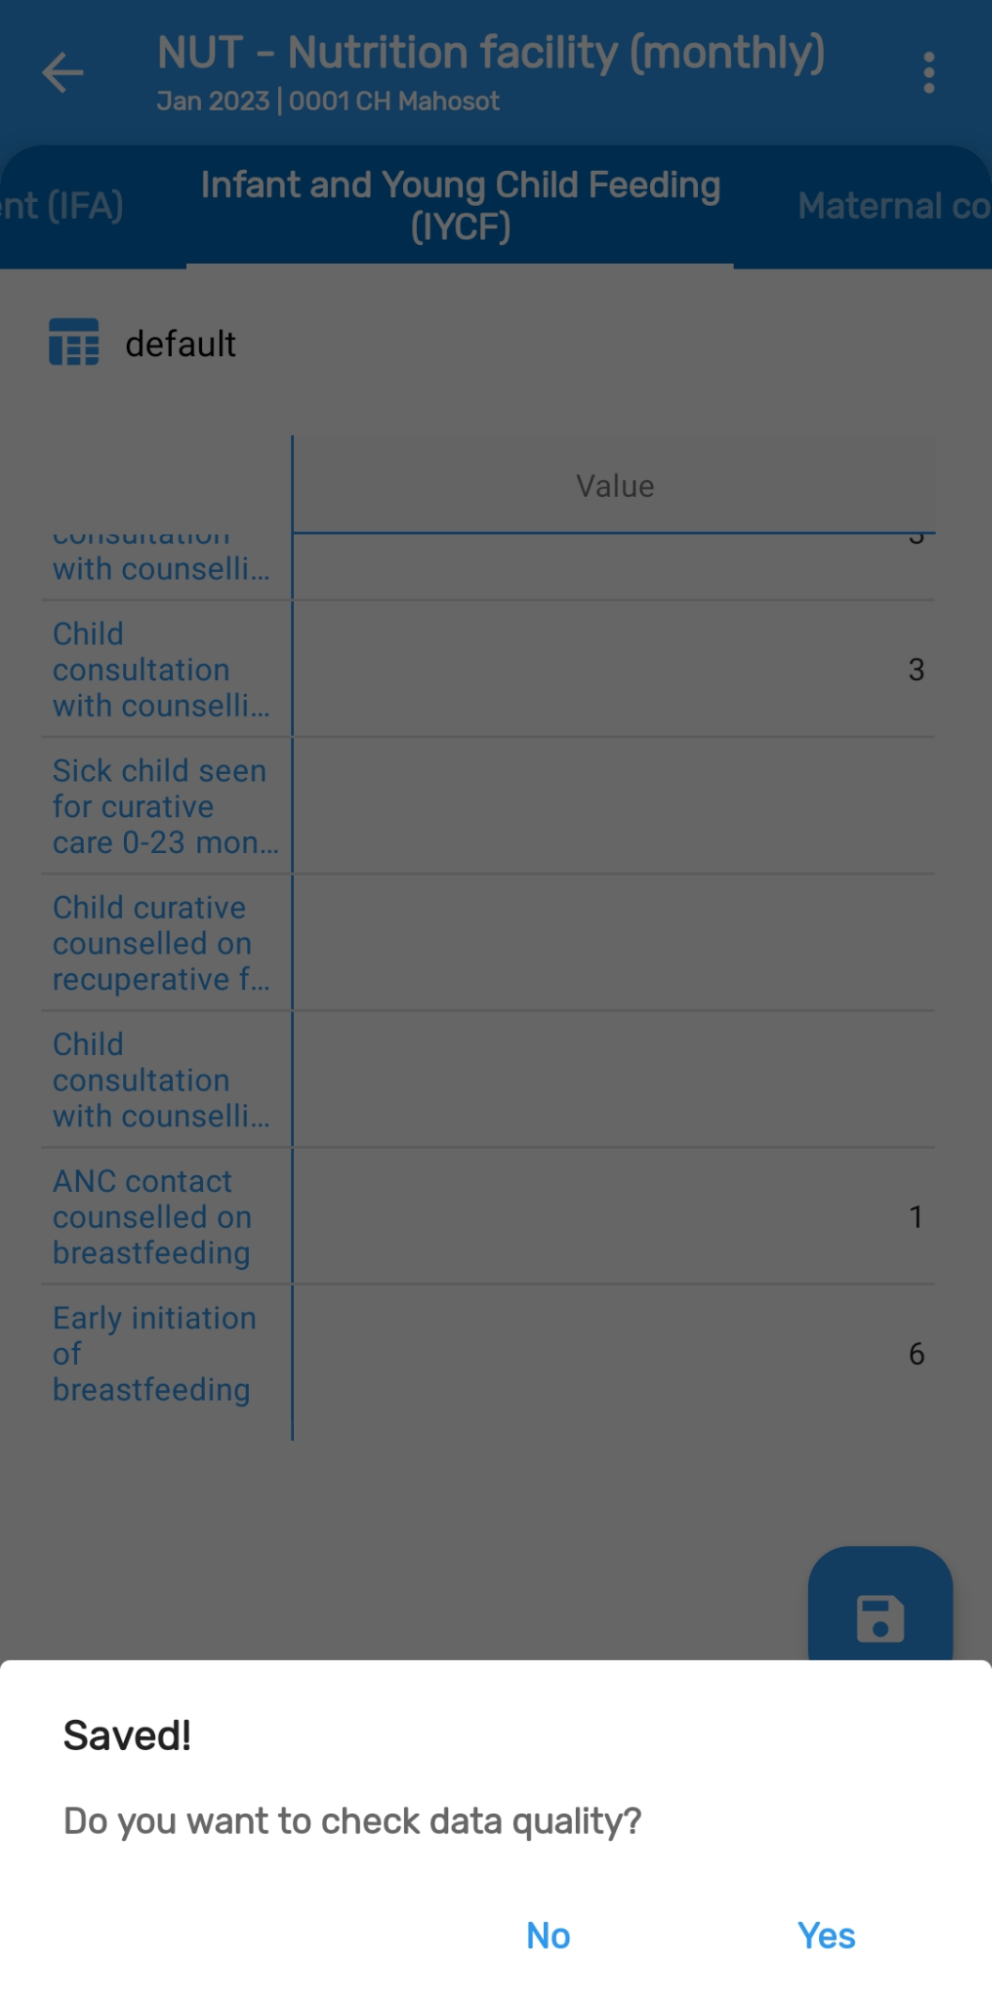 NUT – Nutrition facility (monthly)
Jan 2023 | 0001 CH Mahosot
nt (IFA)
Infant and Young Child Feeding
(IYCF)
Maternal co
default
Value
consultation
with counselli...
Child
consultation
with counselli...
3
Sick child seen
for curative
care 0-23 mon...
Child curative
counselled on
recuperative f...
Child
consultation
with counselli...
ANC contact
counselled on
breastfeeding
1
Early initiation
of
breastfeeding
6
Saved!
Do you want to check data quality?
No
Yes